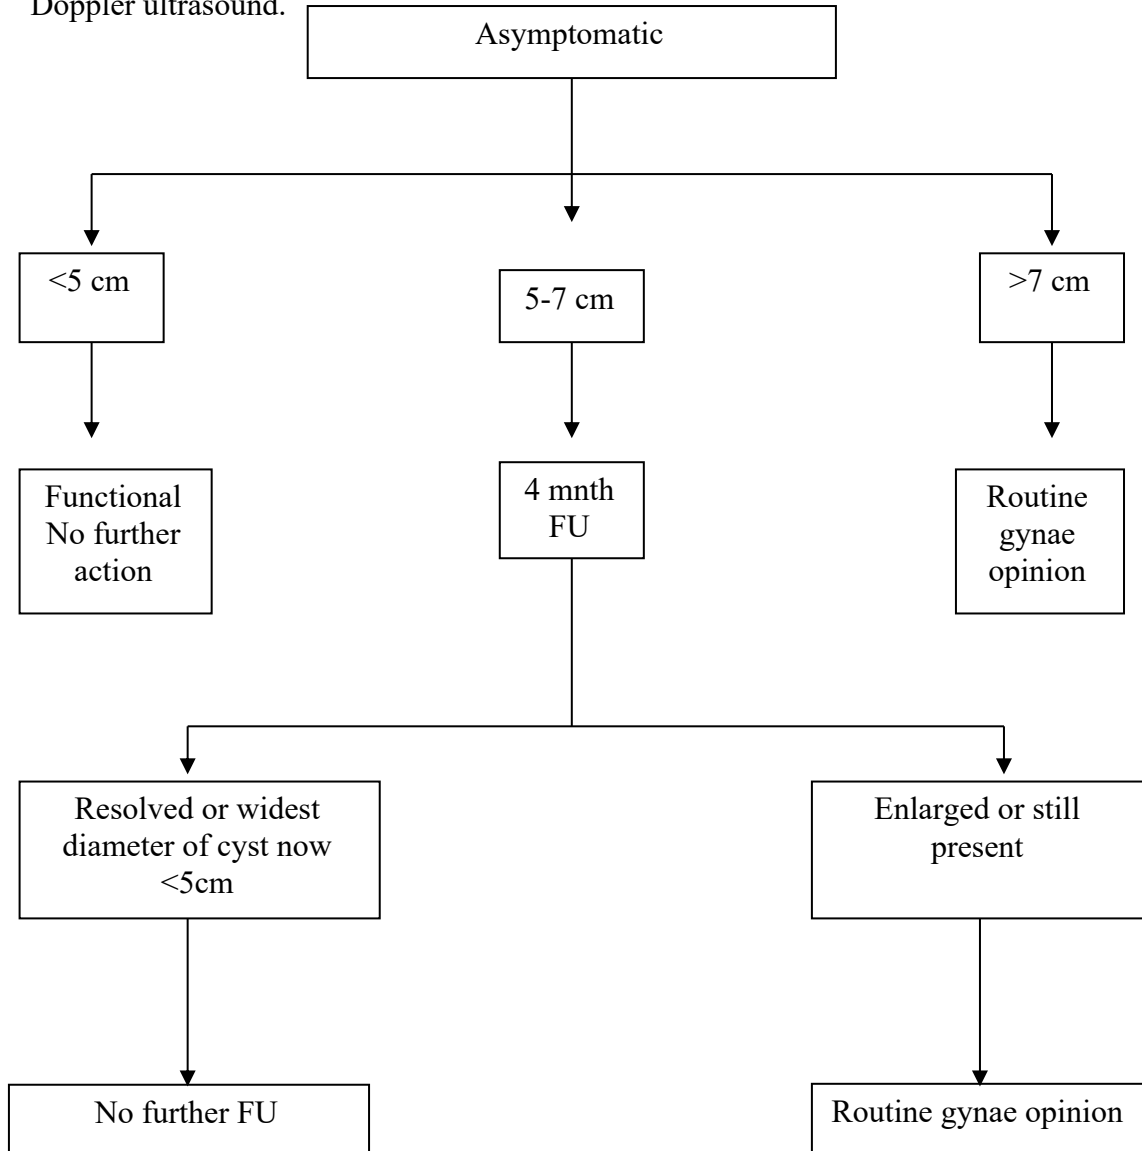 Doppler ultrasound.
Asymptomatic
<5 cm
5-7 cm
>7 cm
Functional
No further
action
4 mnth
FU
Routine
gynae
opinion
Resolved or widest
diameter of cyst now
<5cm
Enlarged or still
present
No further FU
Routine gynae opinion